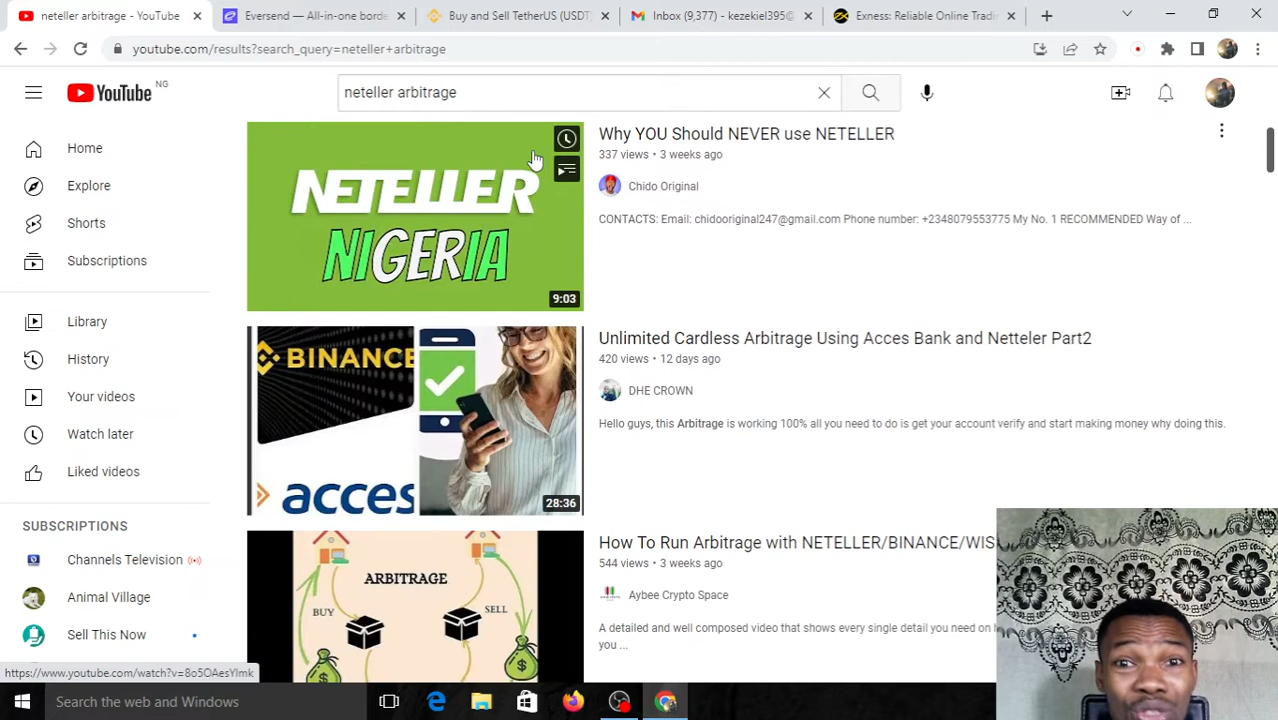 neteller arbitrage - YouTube
Eversend — All-in-one borde
Buy and Sell TetherUS (USDT)
Inbox (9,377) - kezekiel395@
Exness: Reliable Online Tradi
youtube.com/results?search_query=neteller+arbitrage
YouTube NG
neteller arbitrage
Home
Explore
Shorts
Subscriptions
Library
History
Your videos
Watch later
Liked videos
SUBSCRIPTIONS
Channels Television
Animal Village
Sell This Now
NETELLER
NIGERIA
9:03
Why YOU Should NEVER use NETELLER
337 views • 3 weeks ago
Chido Original
CONTACTS: Email: chidooriginal247@gmail.com Phone number: +2348079553775 My No. 1 RECOMMENDED Way of ...
BINANCE
acces
28:36
Unlimited Cardless Arbitrage Using Acces Bank and Netteler Part2
420 views • 12 days ago
DHE CROWN
Hello guys, this Arbitrage is working 100% all you need to do is get your account verify and start making money why doing this.
ARBITRAGE
BUY
SELL
How To Run Arbitrage with NETELLER/BINANCE/WIS
544 views • 3 weeks ago
Aybee Crypto Space
A detailed and well composed video that shows every single detail you need on
you ...
https://www.youtube.com/watch?v=8o5OAesYlmk
Search the web and Windows